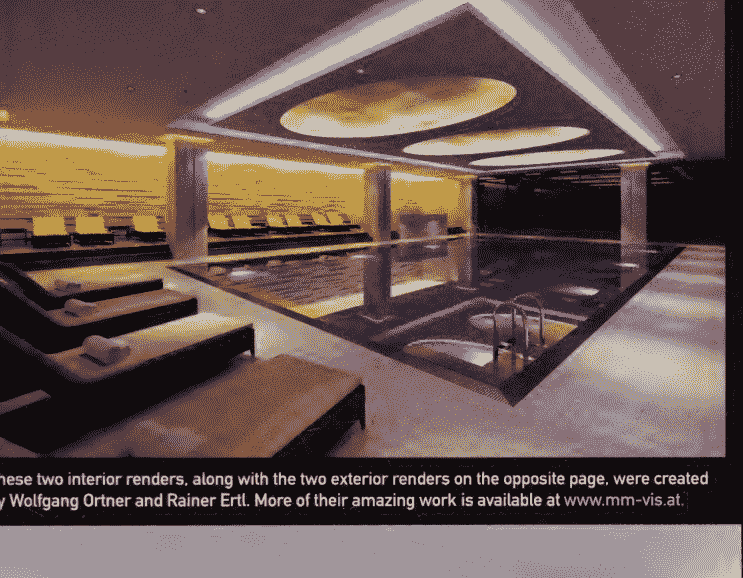 hese two interior renders, along with the two exterior renders on the opposite page, were created
y Wolfgang Ortner and Rainer Ertl. More of their amazing work is available at www.mm-vis.at.